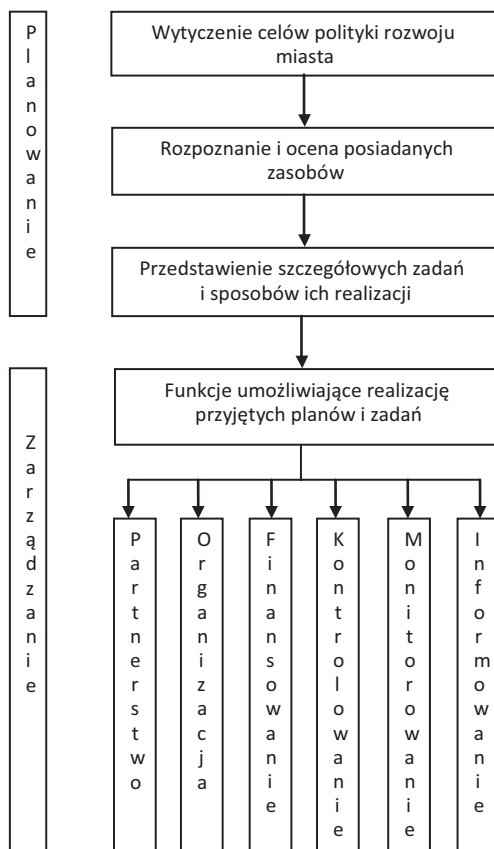 Planowanie
Wytyczenie celów polityki rozwoju
miasta
Rozpoznanie i ocena posiadanych
zasobów
Przedstawienie szczegółowych zadań
i sposobów ich realizacji
Zarządzanie
Funkcje umożliwiające realizację
przyjętych planów i zadań
Partnerstwo
Organizacja
Finansowanie
Kontrolowanie
Monitorowanie
Informowanie